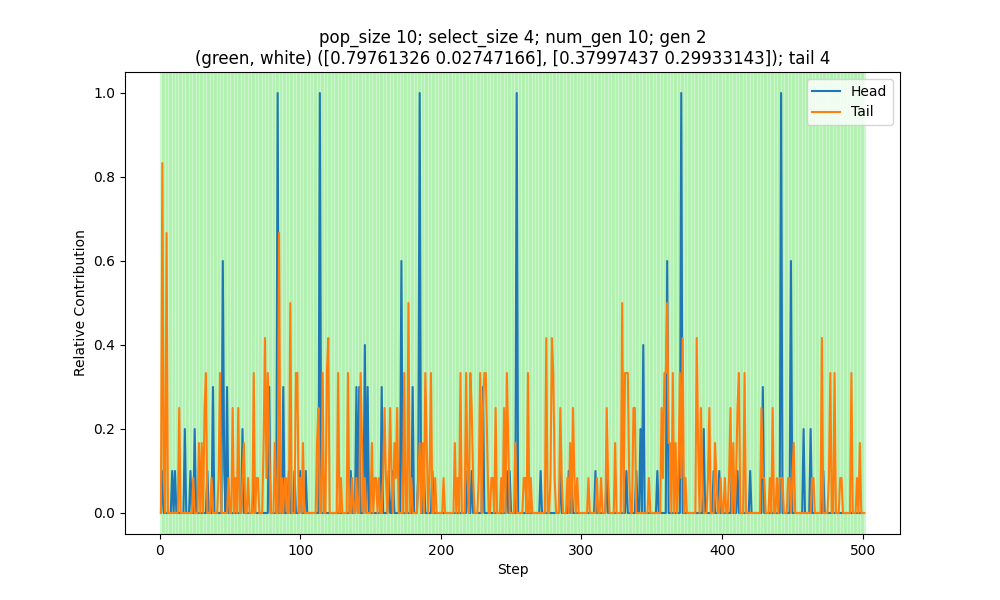 pop_size 10; select_size 4; num_gen 10; gen 2
(green, white) ([0.79761326 0.02747166], [0.37997437 0.29933143]); tail 4
Head
Tail
1.0
0.8
0.6
0.4
0.2
0.0
Relative Contribution
0
100
200
300
400
500
Step